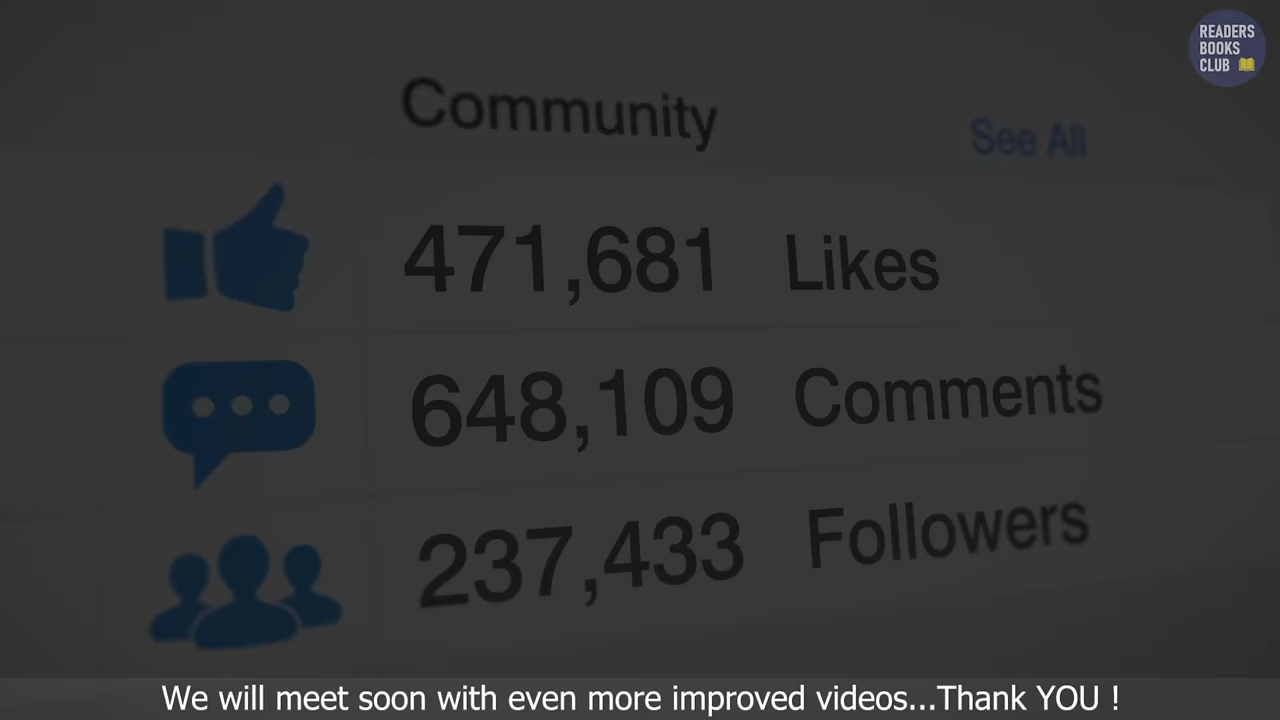 READERS
BOOKS
CLUB
Community
See All
471,681 Likes
648,109 Comments
237,433 Followers
We will meet soon with even more improved videos...Thank YOU !